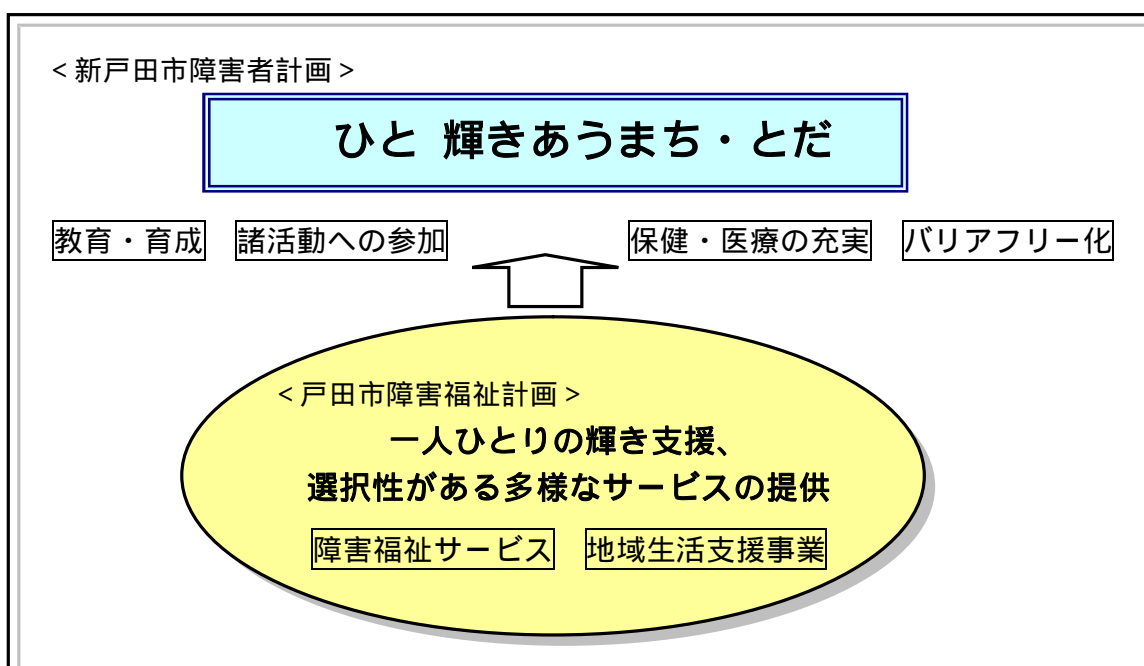 <新戸田市障害者計画>
ひと 輝きあうまち・とだ
教育・育成 諸活動への参加 保健・医療の充実 バリアフリー化
<戸田市障害福祉計画>
一人ひとりの輝き支援、
選択性がある多様なサービスの提供
障害福祉サービス 地域生活支援事業